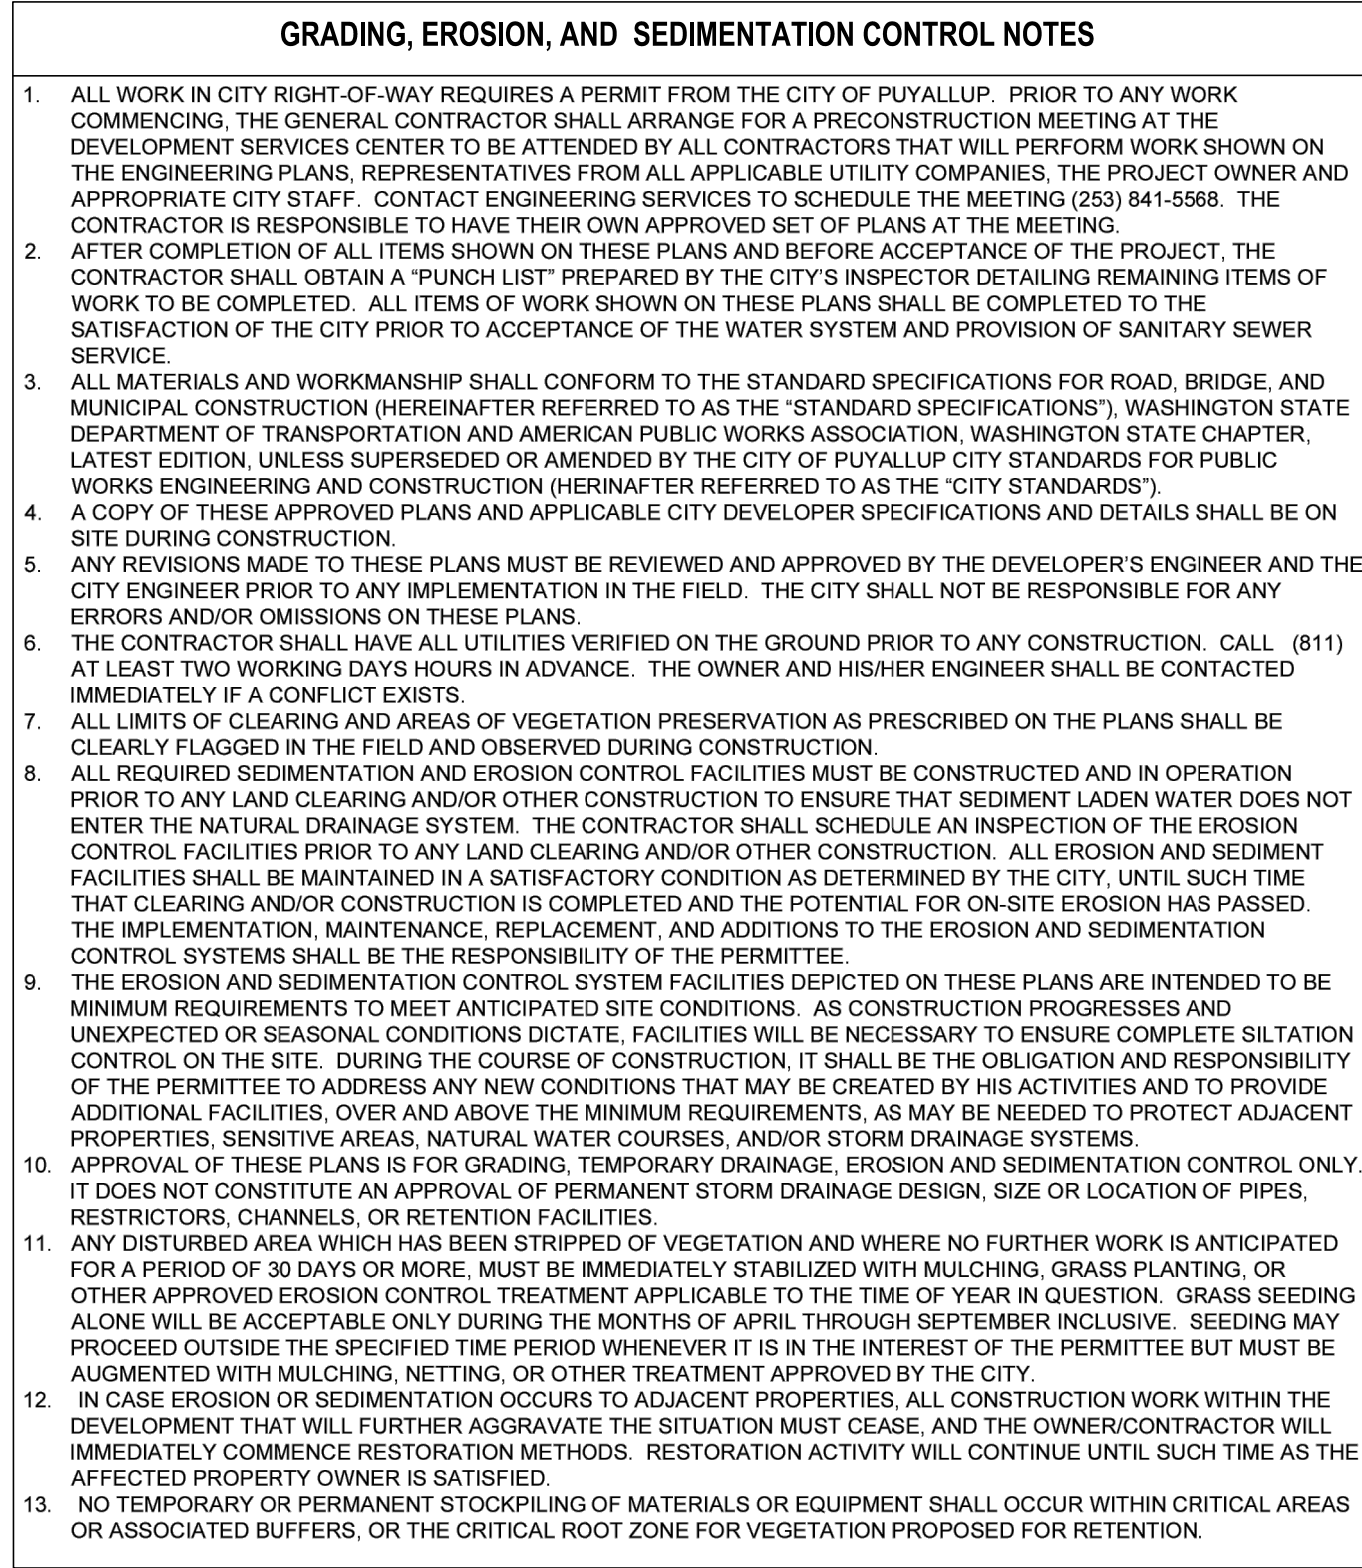 GRADING, EROSION, AND SEDIMENTATION CONTROL NOTES
1. ALL WORK IN CITY RIGHT-OF-WAY REQUIRES A PERMIT FROM THE CITY OF PUYALLUP. PRIOR TO ANY WORK
COMMENCING, THE GENERAL CONTRACTOR SHALL ARRANGE FOR A PRECONSTRUCTION MEETING AT THE
DEVELOPMENT SERVICES CENTER TO BE ATTENDED BY ALL CONTRACTORS THAT WILL PERFORM WORK SHOWN ON
THE ENGINEERING PLANS, REPRESENTATIVES FROM ALL APPLICABLE UTILITY COMPANIES, THE PROJECT OWNER AND
APPROPRIATE CITY STAFF. CONTACT ENGINEERING SERVICES TO SCHEDULE THE MEETING (253) 841-5568. THE
CONTRACTOR IS RESPONSIBLE TO HAVE THEIR OWN APPROVED SET OF PLANS AT THE MEETING.
2. AFTER COMPLETION OF ALL ITEMS SHOWN ON THESE PLANS AND BEFORE ACCEPTANCE OF THE PROJECT, THE
CONTRACTOR SHALL OBTAIN A “PUNCH LIST” PREPARED BY THE CITY’S INSPECTOR DETAILING REMAINING ITEMS OF
WORK TO BE COMPLETED. ALL ITEMS OF WORK SHOWN ON THESE PLANS SHALL BE COMPLETED TO THE
SATISFACTION OF THE CITY PRIOR TO ACCEPTANCE OF THE WATER SYSTEM AND PROVISION OF SANITARY SEWER
SERVICE.
3. ALL MATERIALS AND WORKMANSHIP SHALL CONFORM TO THE STANDARD SPECIFICATIONS FOR ROAD, BRIDGE, AND
MUNICIPAL CONSTRUCTION (HEREINAFTER REFERRED TO AS THE “STANDARD SPECIFICATIONS”), WASHINGTON STATE
DEPARTMENT OF TRANSPORTATION AND AMERICAN PUBLIC WORKS ASSOCIATION, WASHINGTON STATE CHAPTER,
LATEST EDITION, UNLESS SUPERSEDED OR AMENDED BY THE CITY OF PUYALLUP CITY STANDARDS FOR PUBLIC
WORKS ENGINEERING AND CONSTRUCTION (HERINAFTER REFERRED TO AS THE “CITY STANDARDS”).
4. A COPY OF THESE APPROVED PLANS AND APPLICABLE CITY DEVELOPER SPECIFICATIONS AND DETAILS SHALL BE ON
SITE DURING CONSTRUCTION.
5. ANY REVISIONS MADE TO THESE PLANS MUST BE REVIEWED AND APPROVED BY THE DEVELOPER’S ENGINEER AND THE
CITY ENGINEER PRIOR TO ANY IMPLEMENTATION IN THE FIELD. THE CITY SHALL NOT BE RESPONSIBLE FOR ANY
ERRORS AND/OR OMISSIONS ON THESE PLANS.
6. THE CONTRACTOR SHALL HAVE ALL UTILITIES VERIFIED ON THE GROUND PRIOR TO ANY CONSTRUCTION. CALL (811)
AT LEAST TWO WORKING DAYS HOURS IN ADVANCE. THE OWNER AND HIS/HER ENGINEER SHALL BE CONTACTED
IMMEDIATELY IF A CONFLICT EXISTS.
7. ALL LIMITS OF CLEARING AND AREAS OF VEGETATION PRESERVATION AS PRESCRIBED ON THE PLANS SHALL BE
CLEARLY FLAGGED IN THE FIELD AND OBSERVED DURING CONSTRUCTION.
8. ALL REQUIRED SEDIMENTATION AND EROSION CONTROL FACILITIES MUST BE CONSTRUCTED AND IN OPERATION
PRIOR TO ANY LAND CLEARING AND/OR OTHER CONSTRUCTION TO ENSURE THAT SEDIMENT LADEN WATER DOES NOT
ENTER THE NATURAL DRAINAGE SYSTEM. THE CONTRACTOR SHALL SCHEDULE AN INSPECTION OF THE EROSION
CONTROL FACILITIES PRIOR TO ANY LAND CLEARING AND/OR OTHER CONSTRUCTION. ALL EROSION AND SEDIMENT
FACILITIES SHALL BE MAINTAINED IN A SATISFACTORY CONDITION AS DETERMINED BY THE CITY, UNTIL SUCH TIME
THAT CLEARING AND/OR CONSTRUCTION IS COMPLETED AND THE POTENTIAL FOR ON-SITE EROSION HAS PASSED.
THE IMPLEMENTATION, MAINTENANCE, REPLACEMENT, AND ADDITIONS TO THE EROSION AND SEDIMENTATION
CONTROL SYSTEMS SHALL BE THE RESPONSIBILITY OF THE PERMITTEE.
9. THE EROSION AND SEDIMENTATION CONTROL SYSTEM FACILITIES DEPICTED ON THESE PLANS ARE INTENDED TO BE
MINIMUM REQUIREMENTS TO MEET ANTICIPATED SITE CONDITIONS. AS CONSTRUCTION PROGRESSES AND
UNEXPECTED OR SEASONAL CONDITIONS DICTATE, FACILITIES WILL BE NECESSARY TO ENSURE COMPLETE SILTATION
CONTROL ON THE SITE. DURING THE COURSE OF CONSTRUCTION, IT SHALL BE THE OBLIGATION AND RESPONSIBILITY
OF THE PERMITTEE TO ADDRESS ANY NEW CONDITIONS THAT MAY BE CREATED BY HIS ACTIVITIES AND TO PROVIDE
ADDITIONAL FACILITIES, OVER AND ABOVE THE MINIMUM REQUIREMENTS, AS MAY BE NEEDED TO PROTECT ADJACENT
PROPERTIES, SENSITIVE AREAS, NATURAL WATER COURSES, AND/OR STORM DRAINAGE SYSTEMS.
10. APPROVAL OF THESE PLANS IS FOR GRADING, TEMPORARY DRAINAGE, EROSION AND SEDIMENTATION CONTROL ONLY.
IT DOES NOT CONSTITUTE AN APPROVAL OF PERMANENT STORM DRAINAGE DESIGN, SIZE OR LOCATION OF PIPES,
RESTRICTORS, CHANNELS, OR RETENTION FACILITIES.
11. ANY DISTURBED AREA WHICH HAS BEEN STRIPPED OF VEGETATION AND WHERE NO FURTHER WORK IS ANTICIPATED
FOR A PERIOD OF 30 DAYS OR MORE, MUST BE IMMEDIATELY STABILIZED WITH MULCHING, GRASS PLANTING, OR
OTHER APPROVED EROSION CONTROL TREATMENT APPLICABLE TO THE TIME OF YEAR IN QUESTION. GRASS SEEDING
ALONE WILL BE ACCEPTABLE ONLY DURING THE MONTHS OF APRIL THROUGH SEPTEMBER INCLUSIVE. SEEDING MAY
PROCEED OUTSIDE THE SPECIFIED TIME PERIOD WHENEVER IT IS IN THE INTEREST OF THE PERMITTEE BUT MUST BE
AUGMENTED WITH MULCHING, NETTING, OR OTHER TREATMENT APPROVED BY THE CITY.
12. IN CASE EROSION OR SEDIMENTATION OCCURS TO ADJACENT PROPERTIES, ALL CONSTRUCTION WORK WITHIN THE
DEVELOPMENT THAT WILL FURTHER AGGRAVATE THE SITUATION MUST CEASE, AND THE OWNER/CONTRACTOR WILL
IMMEDIATELY COMMENCE RESTORATION METHODS. RESTORATION ACTIVITY WILL CONTINUE UNTIL SUCH TIME AS THE
AFFECTED PROPERTY OWNER IS SATISFIED.
13. NO TEMPORARY OR PERMANENT STOCKPILING OF MATERIALS OR EQUIPMENT SHALL OCCUR WITHIN CRITICAL AREAS
OR ASSOCIATED BUFFERS, OR THE CRITICAL ROOT ZONE FOR VEGETATION PROPOSED FOR RETENTION.